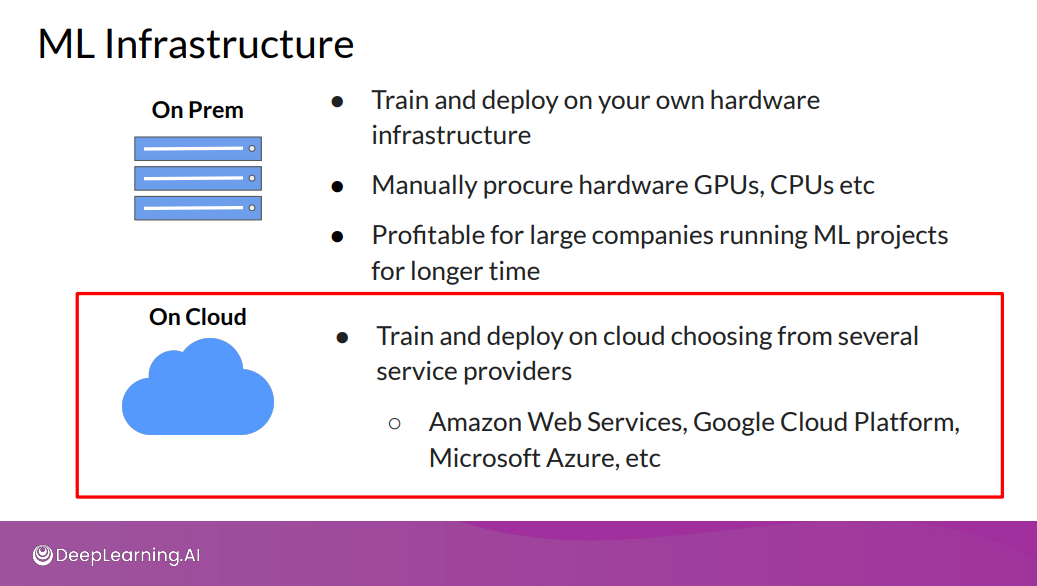 ML Infrastructure
On Prem
● Train and deploy on your own hardware
infrastructure
● Manually procure hardware GPUs, CPUs etc
● Profitable for large companies running ML projects
for longer time
On Cloud
● Train and deploy on cloud choosing from several
service providers
○ Amazon Web Services, Google Cloud Platform,
Microsoft Azure, etc
DeepLearning.AI